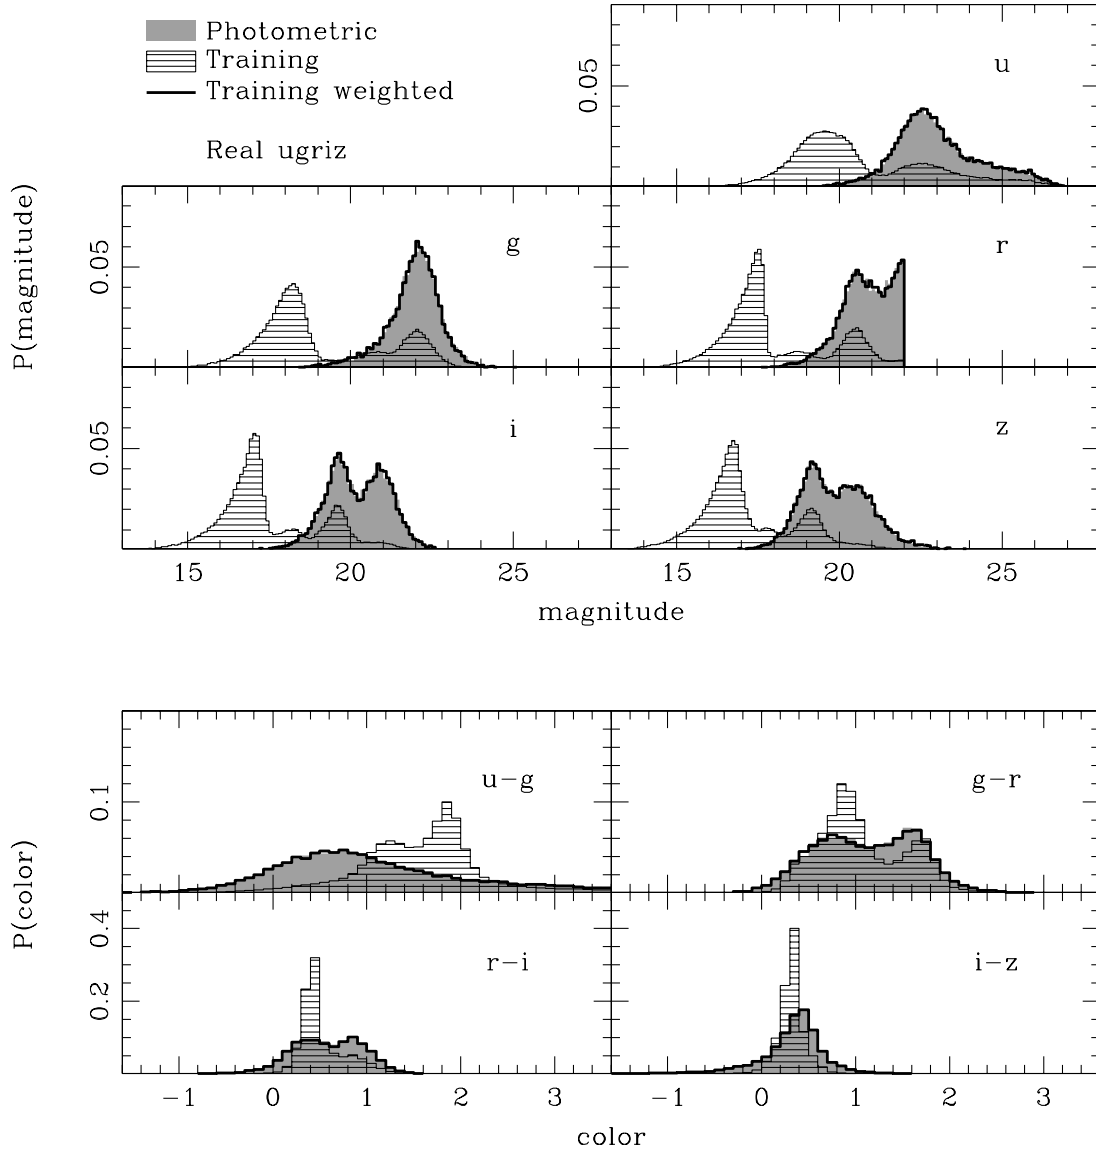 Photometric
Training
Training weighted
Real ugriz
u
0.05
P(magnitude)
g
0.05
r
i
0.05
z
15 20 25
15 20 25
magnitude
u-g
0.1
g-r
P(color)
r-i
0.4
0.2
i-z
-1 0 1 2 3
-1 0 1 2 3
color